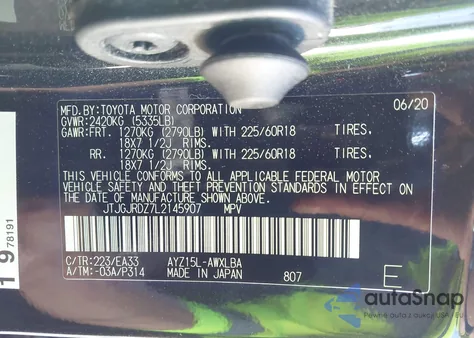 MFD.BY:TOYOTA MOTOR CORPORATION 06/20
GVWR:2420KG (5335LB)
GAWR:FRT. 1270KG (2790LB) WITH 225/60R18 TIRES.
18X7 1/2J RIMS.
RR. 1270KG (2790LB) WITH 225/60R18 TIRES.
18X7 1/2J RIMS.
THIS VEHICLE CONFORMS TO ALL APPLICABLE FEDERAL MOTOR
VEHICLE SAFETY AND THEFT PREVENTION STANDARDS IN EFFECT ON
THE DATE OF MANUFACTURE SHOWN ABOVE.
JTJGJRDZ7L2145907 MPV
C/TR:223/EA33 AYZ15L-AWXLBA
A/TM:-03A/P314 MADE IN JAPAN 807 E
19 78191
autoSnap